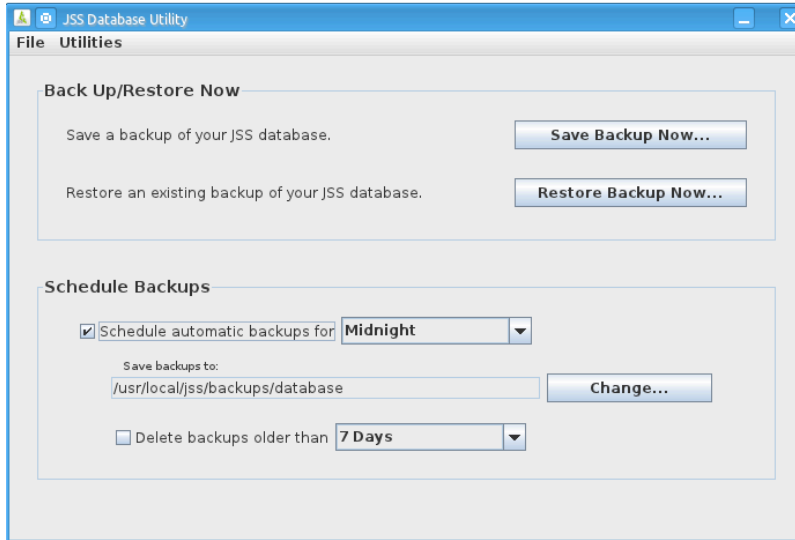 JSS Database Utility
File Utilities
Back Up/Restore Now
Save a backup of your JSS database.
Save Backup Now...
Restore an existing backup of your JSS database.
Restore Backup Now...
Schedule Backups
Schedule automatic backups for Midnight
Save backups to:
/usr/local/jss/backups/database
Change...
Delete backups older than 7 Days